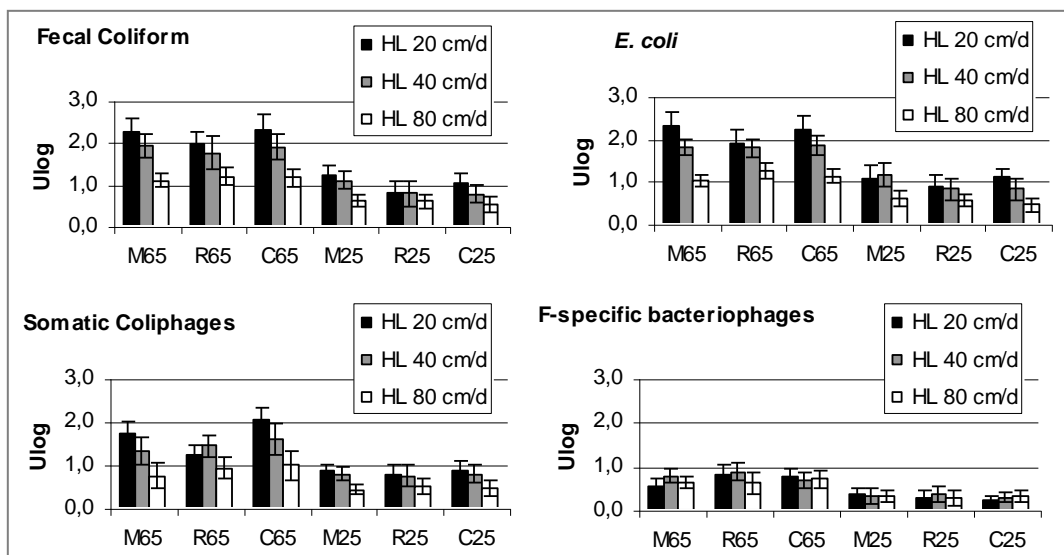 Fecal Coliform
HL 20 cm/d
HL 40 cm/d
HL 80 cm/d
3,0
2,0
1,0
0,0
Ulog
M65 R65 C65 M25 R25 C25
E. coli
HL 20 cm/d
HL 40 cm/d
HL 80 cm/d
3,0
2,0
1,0
0,0
Ulog
M65 R65 C65 M25 R25 C25
Somatic Coliphages
HL 20 cm/d
HL 40 cm/d
HL 80 cm/d
3,0
2,0
1,0
0,0
Ulog
M65 R65 C65 M25 R25 C25
F-specific bacteriophages
HL 20 cm/d
HL 40 cm/d
HL 80 cm/d
3,0
2,0
1,0
0,0
Ulog
M65 R65 C65 M25 R25 C25